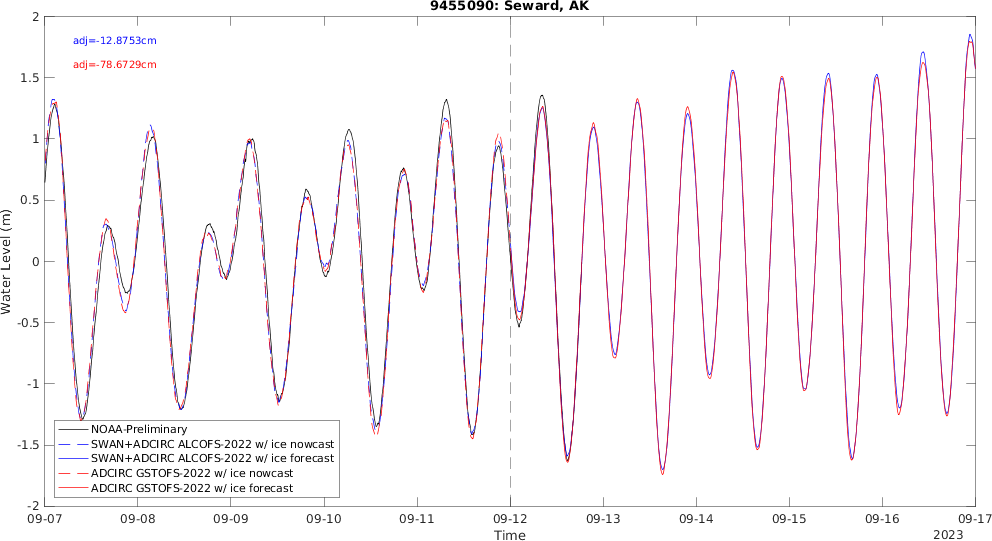 9455090: Seward, AK
adj=-12.8753cm
adj=-78.6729cm
Water Level (m)
2
1.5
1
0.5
0
-0.5
-1
-1.5
-2
NOAA-Preliminary
SWAN+ADCIRC ALCOFS-2022 w/ ice nowcast
SWAN+ADCIRC ALCOFS-2022 w/ ice forecast
ADCIRC GSTOFS-2022 w/ ice nowcast
ADCIRC GSTOFS-2022 w/ ice forecast
09-07 09-08 09-09 09-10 09-11 09-12 09-13 09-14 09-15 09-16 09-17
Time
2023